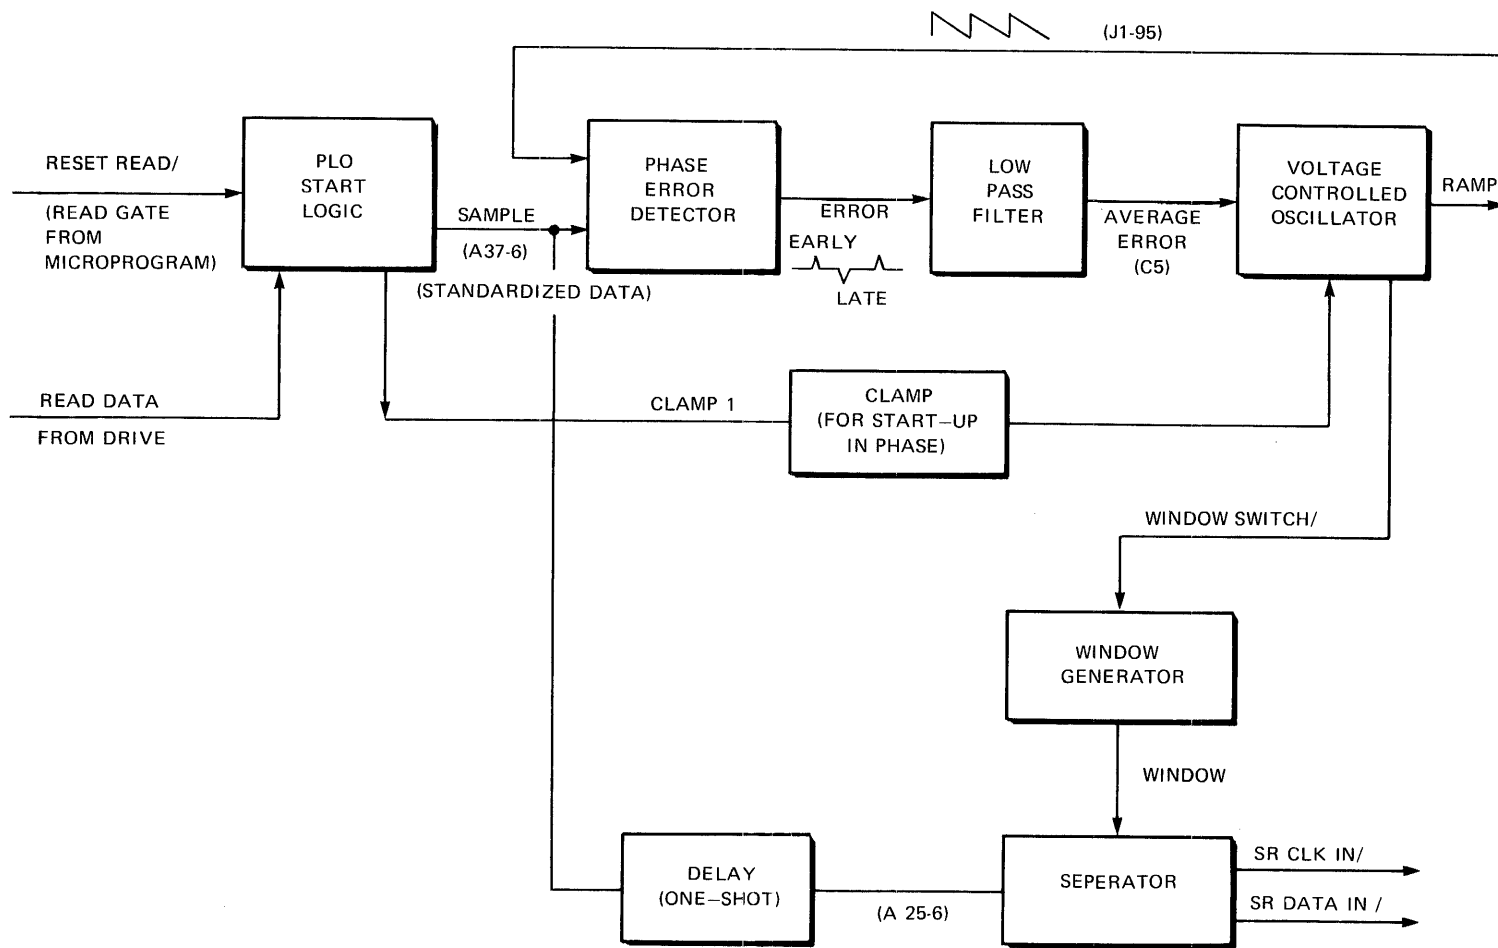 (J1-95)
RESET READ/
(READ GATE
FROM
MICROPROGRAM)
PLO
START
LOGIC
SAMPLE
(A37-6)
(STANDARDIZED DATA)
PHASE
ERROR
DETECTOR
ERROR
EARLY
LATE
LOW
PASS
FILTER
AVERAGE
ERROR
(C5)
VOLTAGE
CONTROLLED
OSCILLATOR
RAMP
READ DATA
FROM DRIVE
CLAMP 1
CLAMP
(FOR START–UP
IN PHASE)
WINDOW SWITCH/
WINDOW
GENERATOR
WINDOW
DELAY
(ONE–SHOT)
(A 25-6)
SEPERATOR
SR CLK IN/
SR DATA IN /